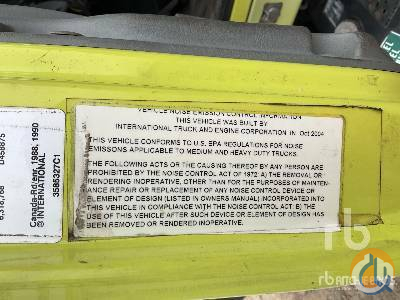 VEHICLE NOISE EMISSION CONTROL INFORMATION
THIS VEHICLE WAS BUILT BY
INTERNATIONAL TRUCK AND ENGINE CORPORATION IN Oct 2004
THIS VEHICLE CONFORMS TO U.S. EPA REGULATIONS FOR NOISE
EMISSONS APPLICABLE TO MEDIUM AND HEAVY DUTY TRUCKS.
THE FOLLOWING ACTS OR THE CAUSING THEREOF BY ANY PERSON ARE
PROHIBITED BY THE NOISE CONTROL ACT OF 1972: A) THE REMOVAL OR
RENDERING INOPERATIVE, OTHER THAN FOR THE PURPOSES OF MAINTEN-
ANCE REPAIR OR REPLACEMENT OF ANY NOISE CONTROL DEVICE OR
ELEMENT OF DESIGN (LISTED IN OWNERS MANUAL) INCORPORATED INTO
THIS VEHICLE IN COMPLIANCE WITH THE NOISE CONTROL ACT: B) THE
USE OF THIS VEHICLE AFTER SUCH DEVICE OR ELEMENT OF DESIGN HAS
BEEN REMOVED OR RENDERED INOPERATIVE.
Canada-Rd/enr, 1988, 1990
© INTERNATIONAL
3585327C1
rb
rbauction.com